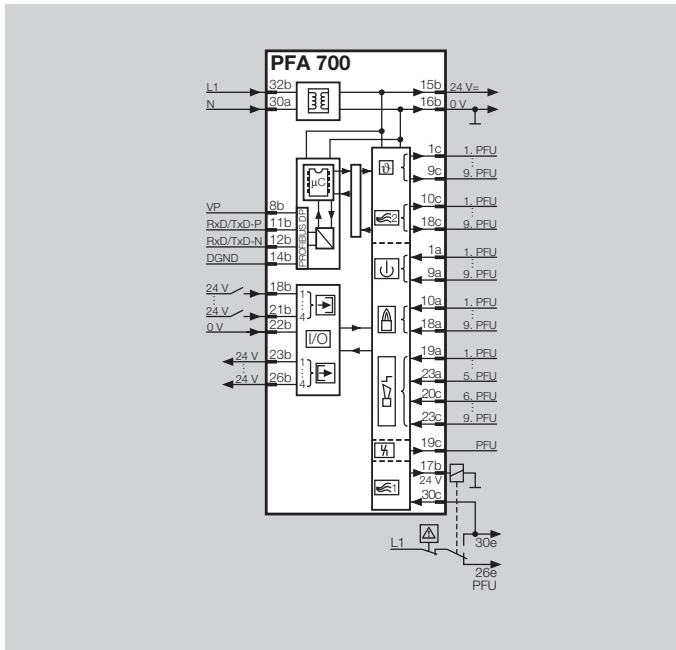 PFA 700
L1 32b 15b 24 V=
N 30a 16b 0 V
1c 1. PFU
ϑ
9c 9. PFU
µC
10c 1. PFU
2
VP 8b 18c 9. PFU
RxD/TxD-P 11b
RxD/TxD-N 12b
DGND 14b
PROFIBUS DP
1a 1. PFU
9a 9. PFU
24 V 18b 1
10a 1. PFU
24 V 21b 4
18a 9. PFU
0 V 22b
I/O
19a 1. PFU
24 V 23b 1
23a 5. PFU
24 V 26b 4
20c 6. PFU
23c 9. PFU
19c PFU
17b
24 V
1
30c
L1
30e
26e
PFU